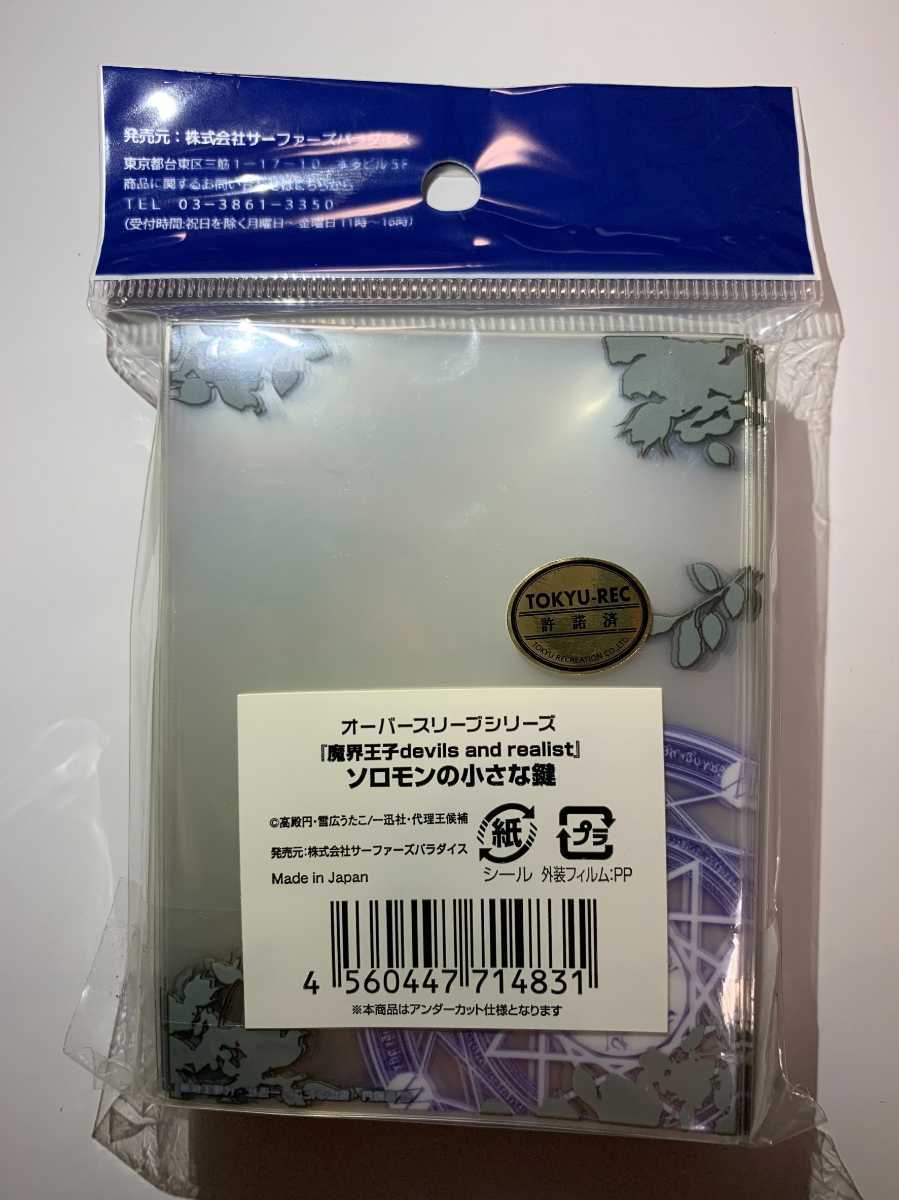 発売元：株式会社サーファーズパラダイス
東京都台東区三筋1-17-10 ビル5F
商品に関するお問い合わせはこちらから
TEL 03-3861-3350
(受付時間:祝日を除く月曜日～金曜日11時～16時)
TOKYU-REC
許諾済
TOKYU RECREATION CO.,LTD.
オーバースリーブシリーズ
『魔界王子devils and realist』
ソロモンの小さな鍵
©高殿円・雪広うたこ/一迅社・代理王候補
発売元:株式会社サーファーズパラダイス
Made in Japan
紙
シール
プラ
外装フィルム:PP
4 560447 714831
※本商品はアンダーカット仕様となります